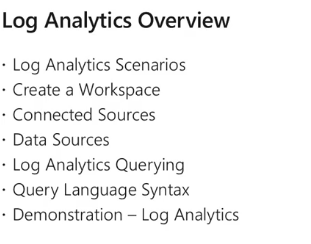 Log Analytics Overview
· Log Analytics Scenarios
· Create a Workspace
· Connected Sources
· Data Sources
· Log Analytics Querying
· Query Language Syntax
· Demonstration – Log Analytics